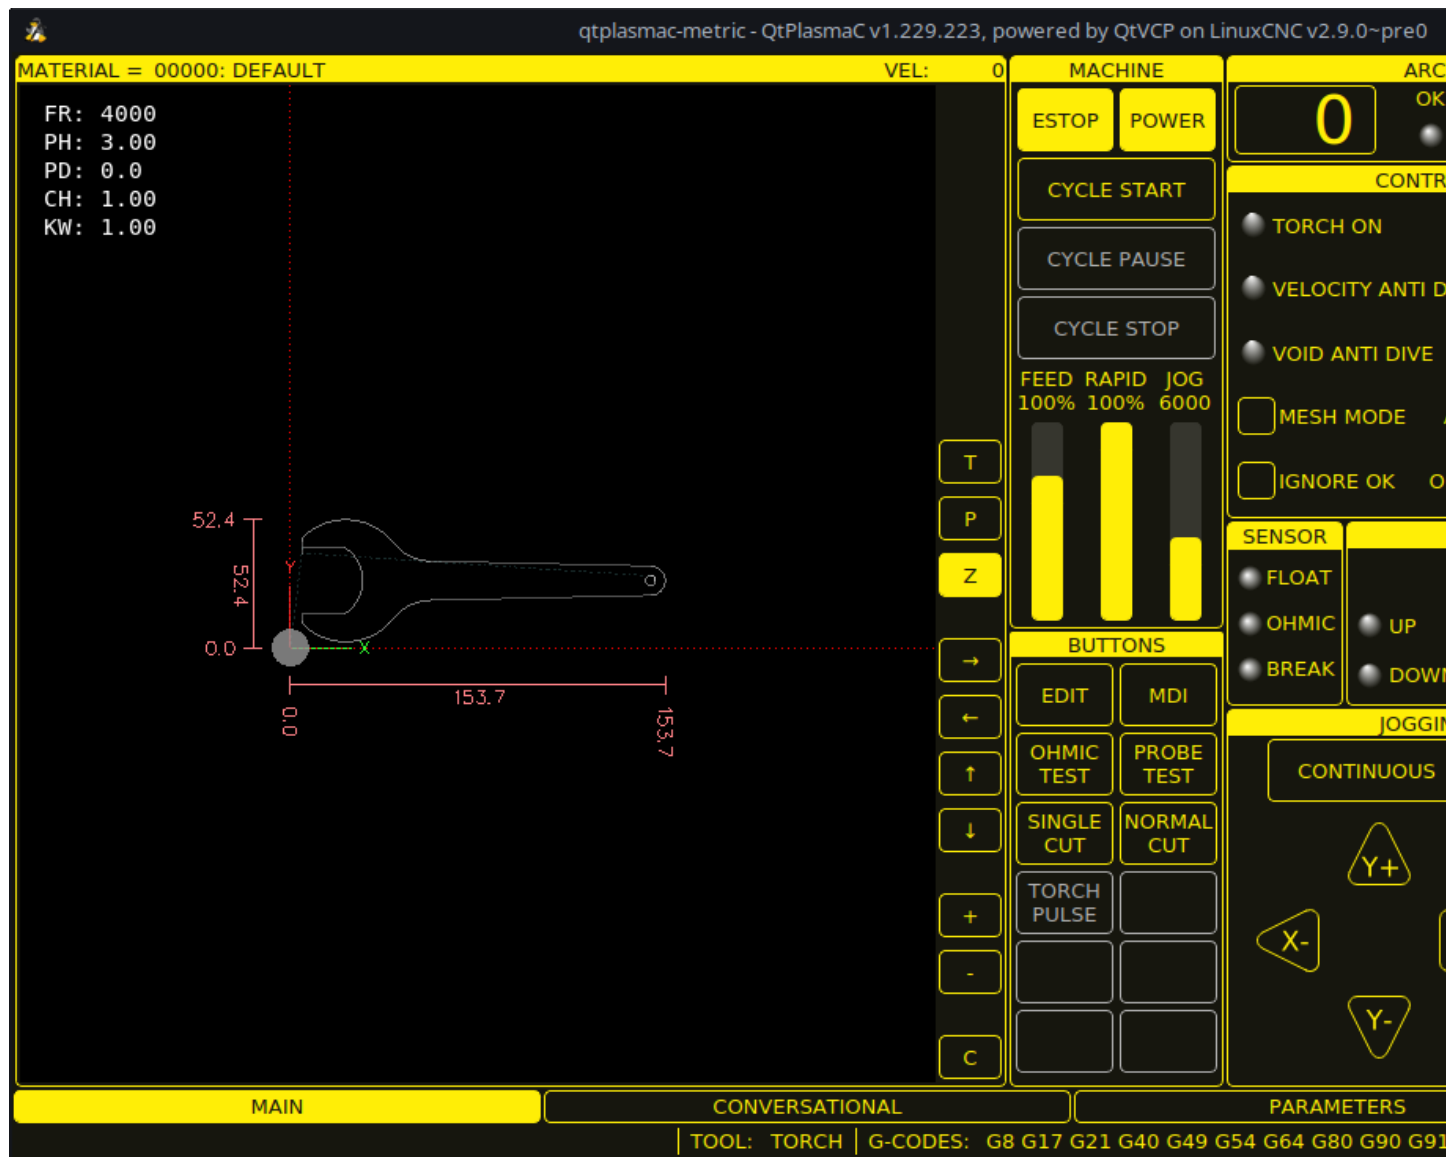 qtplasmac-metric - QtPlasmaC v1.229.223, powered by QtVCP on LinuxCNC v2.9.0~pre0
MATERIAL = 00000: DEFAULT VEL: 0
FR: 4000
PH: 3.00
PD: 0.0
CH: 1.00
KW: 1.00
52.4
52.4
0.0
Y
X
153.7
0.0
153.7
T
P
Z
→
←
↑
↓
+
-
C
MACHINE
ESTOP POWER
CYCLE START
CYCLE PAUSE
CYCLE STOP
FEED RAPID JOG
100% 100% 6000
BUTTONS
EDIT MDI
OHMIC TEST
PROBE TEST
SINGLE CUT
NORMAL CUT
TORCH PULSE
ARC
0 OK
CONTR
TORCH ON
VELOCITY ANTI D
VOID ANTI DIVE
MESH MODE
IGNORE OK O
SENSOR
FLOAT
OHMIC
BREAK
UP
DOWN
JOGGIN
CONTINUOUS
Y+
X-
Y-
MAIN CONVERSATIONAL PARAMETERS
TOOL: TORCH G-CODES: G8 G17 G21 G40 G49 G54 G64 G80 G90 G91